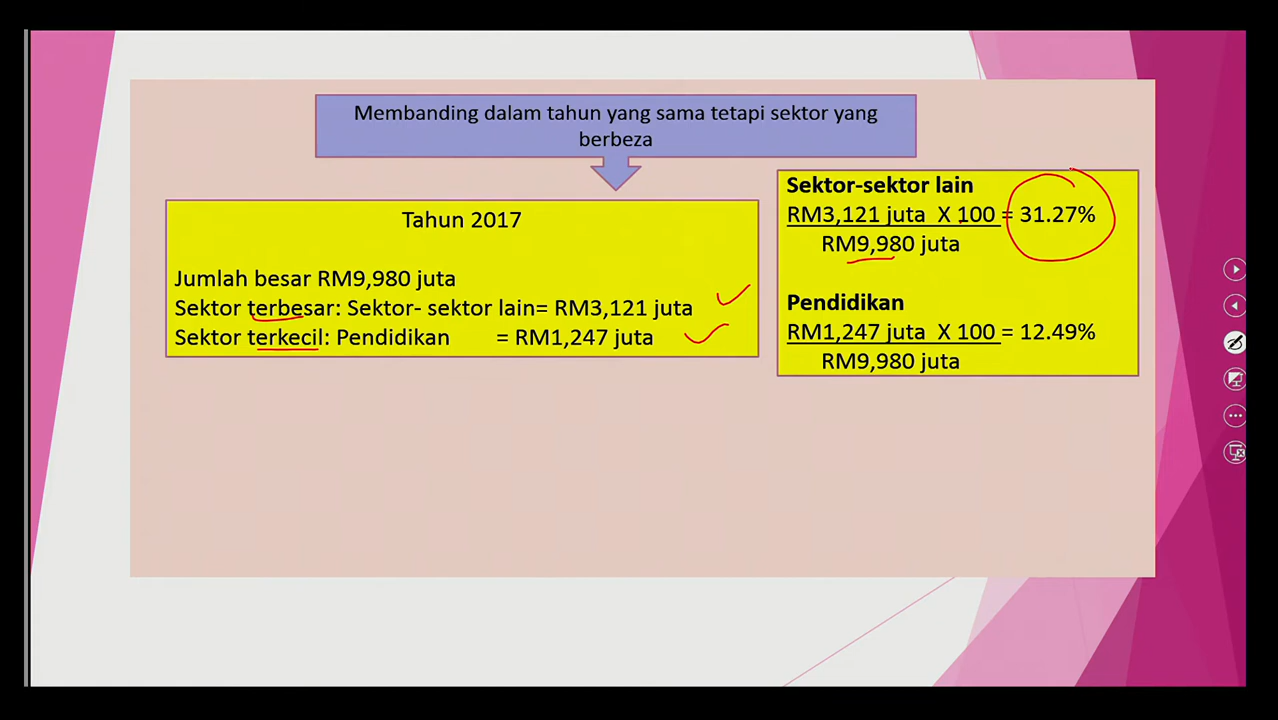 Membanding dalam tahun yang sama tetapi sektor yang
berbeza
Tahun 2017
Jumlah besar RM9,980 juta
Sektor terbesar: Sektor- sektor lain= RM3,121 juta
Sektor terkecil: Pendidikan = RM1,247 juta
Sektor-sektor lain
RM3,121 juta X 100 = 31.27%
RM9,980 juta
Pendidikan
RM1,247 juta X 100 = 12.49%
RM9,980 juta